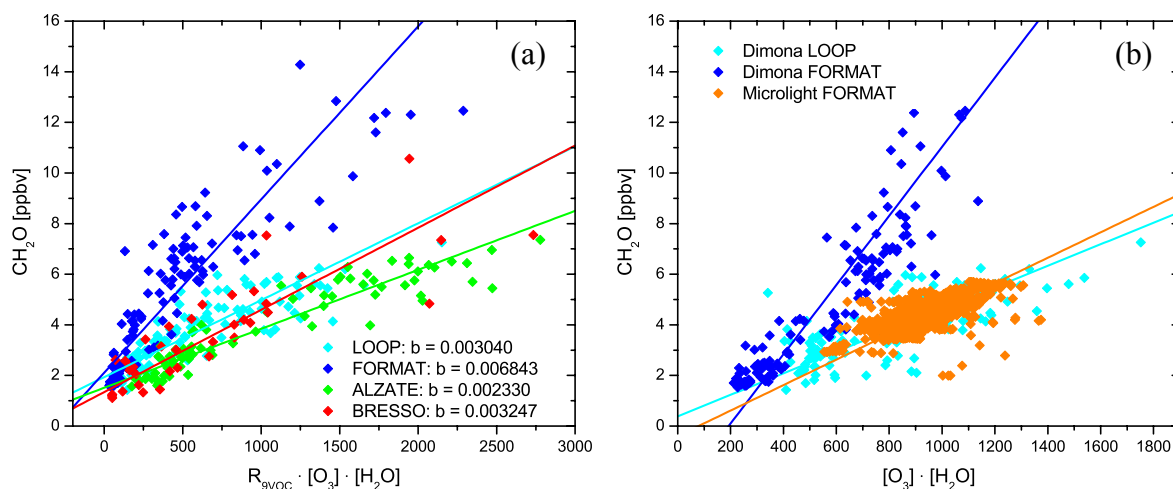 (a)
CH₂O [ppbv]
16
14
12
10
8
6
4
2
0
LOOP: b = 0.003040
FORMAT: b = 0.006843
ALZATE: b = 0.002330
BRESSO: b = 0.003247
0 500 1000 1500 2000 2500 3000
R₉VOC · [O₃] · [H₂O]
(b)
Dimona LOOP
Dimona FORMAT
Microlight FORMAT
CH₂O [ppbv]
16
14
12
10
8
6
4
2
0
0 200 400 600 800 1000 1200 1400 1600 1800
[O₃] · [H₂O]